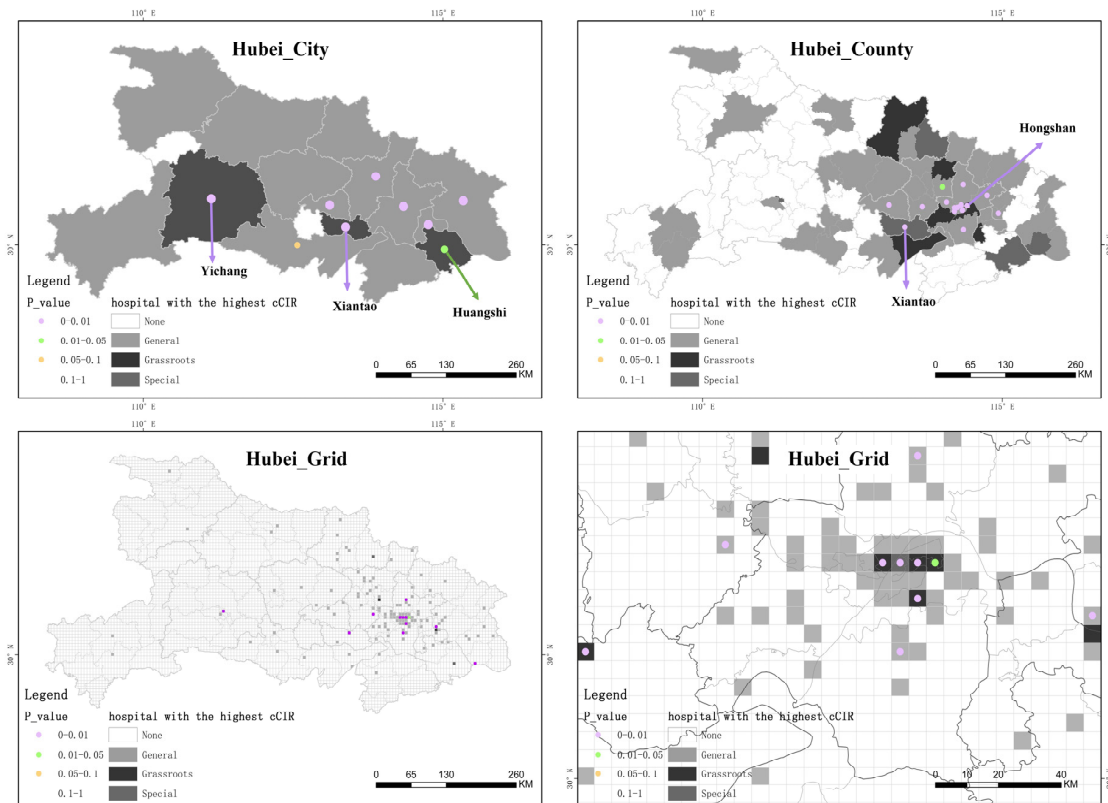 110° E 115° E
Hubei_City
30° N
Yichang
Xiantao
Huangshi
Legend
P_value hospital with the highest cCIR
0-0.01 None
0.01-0.05 General
0.05-0.1 Grassroots
0.1-1 Special
0 65 130 260
KM
110° E 115° E
Hubei_County
Hongshan
30° N
Xiantao
Legend
P_value hospital with the highest cCIR
0-0.01 None
0.01-0.05 General
0.05-0.1 Grassroots
0.1-1 Special
0 65 130 260
KM
110° E 115° E
110° E 115° E
Hubei_Grid
30° N
Legend
P_value hospital with the highest cCIR
0-0.01 None
0.01-0.05 General
0.05-0.1 Grassroots
0.1-1 Special
0 65 130 260
KM
Hubei_Grid
30° N
Legend
P_value hospital with the highest cCIR
0-0.01 None
0.01-0.05 General
0.05-0.1 Grassroots
0.1-1 Special
0 10 20 40
KM